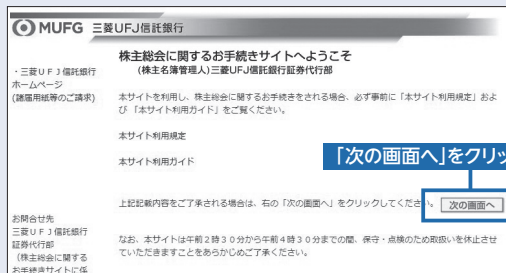 MUFG 三菱UFJ信託銀行
株主総会に関するお手続きサイトへようこそ
(株主名簿管理人)三菱UFJ信託銀行証券代行部
・三菱ＵＦＪ信託銀行
ホームページ
(諸届用紙等のご請求)
本サイトを利用し、株主総会に関するお手続きをされる場合、必ず事前に「本サイト利用規定」およ
び 「本サイト利用ガイド」をご覧ください。
本サイト利用規定
本サイト利用ガイド
「次の画面へ」をクリッ
上記記載内容をご了承される場合は、右の「次の画面へ」をクリックしてください。 次の画面へ
お問合せ先
三菱ＵＦＪ信託銀行
証券代行部
(株主総会に関する
お手続きサイトに係
なお、本サイトは午前２時３０分から午前４時３０分までの間、保守・点検のため取扱いを休止させ
ていただきますことをあらかじめご了承ください。